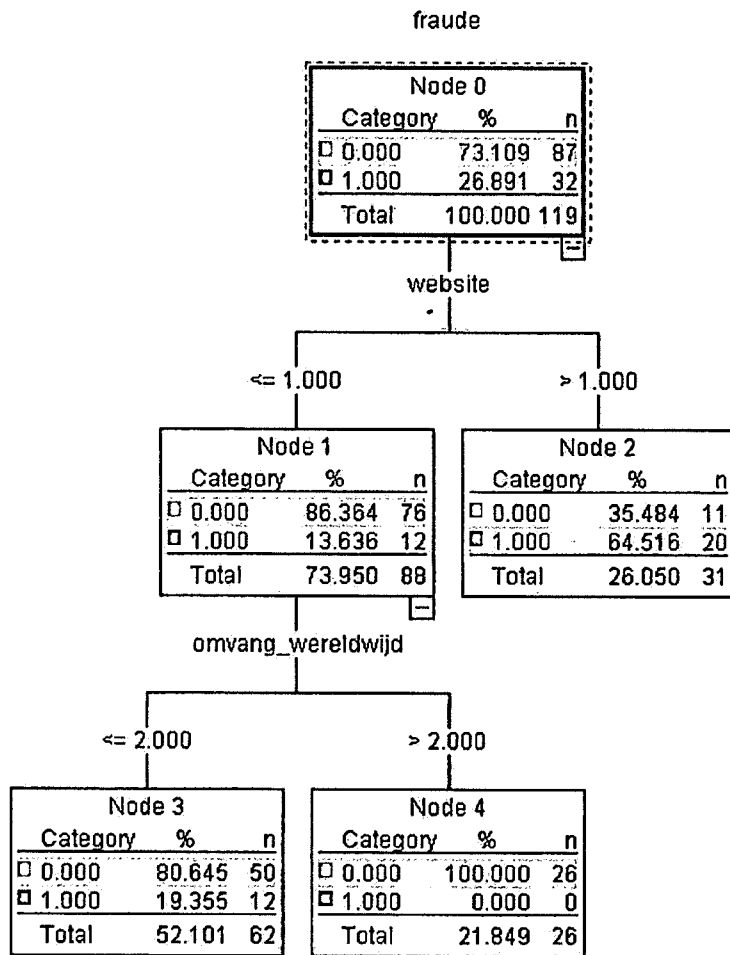 fraude
Node 0
Category % n
0.000 73.109 87
1.000 26.891 32
Total 100.000 119
website
<= 1.000
> 1.000
Node 1
Category % n
0.000 86.364 76
1.000 13.636 12
Total 73.950 88
Node 2
Category % n
0.000 35.484 11
1.000 64.516 20
Total 26.050 31
omvang_wereldwijd
<= 2.000
> 2.000
Node 3
Category % n
0.000 80.645 50
1.000 19.355 12
Total 52.101 62
Node 4
Category % n
0.000 100.000 26
1.000 0.000 0
Total 21.849 26